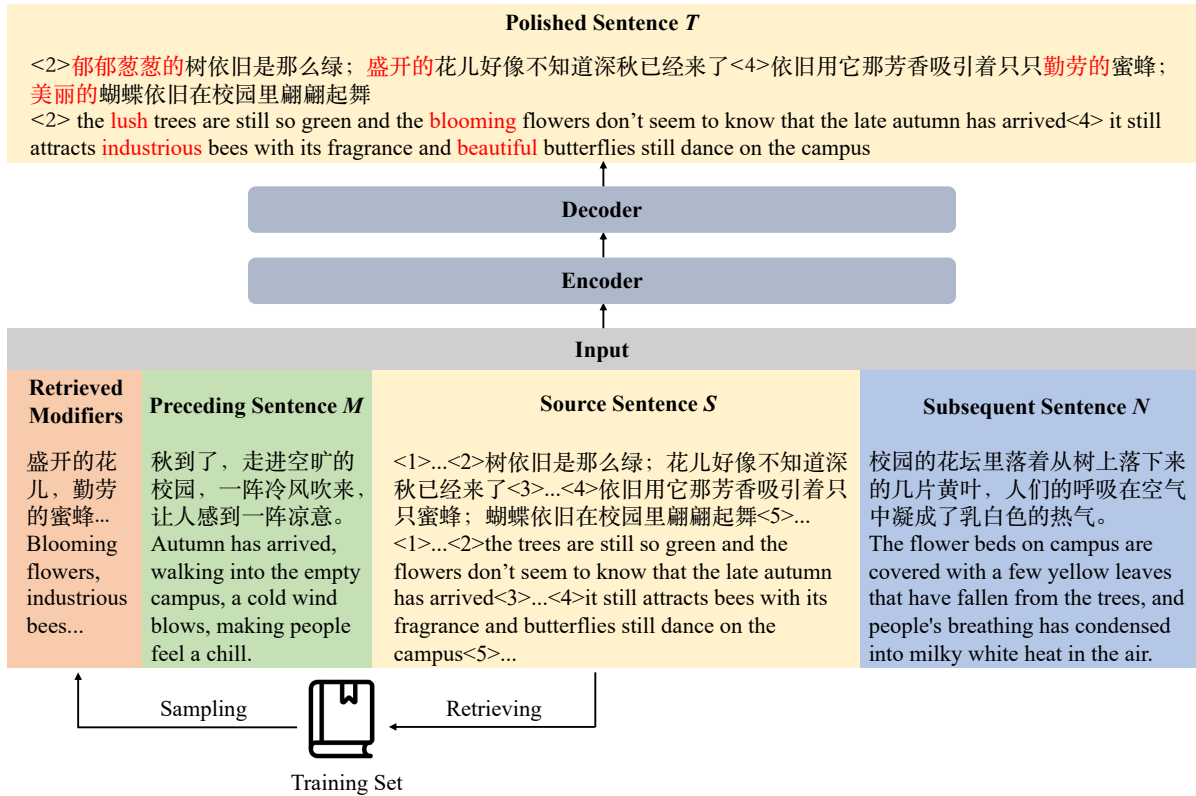 Polished Sentence T
<2>郁郁葱葱的树依旧是那么绿；盛开的花儿好像不知道深秋已经来了<4>依旧用它那芳香吸引着只只勤劳的蜜蜂；
美丽的蝴蝶依旧在校园里翩翩起舞
<2> the lush trees are still so green and the blooming flowers don't seem to know that the late autumn has arrived<4> it still
attracts industrious bees with its fragrance and beautiful butterflies still dance on the campus
Decoder
Encoder
Input
Retrieved
Modifiers
盛开的花
儿，勤劳
的蜜蜂...
Blooming
flowers,
industrious
bees...
Preceding Sentence M
秋到了，走进空旷的
校园，一阵冷风吹来，
让人感到一阵凉意。
Autumn has arrived,
walking into the empty
campus, a cold wind
blows, making people
feel a chill.
Source Sentence S
<1>...<2>树依旧是那么绿；花儿好像不知道深
秋已经来了<3>...<4>依旧用它那芳香吸引着只
只蜜蜂；蝴蝶依旧在校园里翩翩起舞<5>...
<1>...<2>the trees are still so green and the
flowers don't seem to know that the late autumn
has arrived<3>...<4>it still attracts bees with its
fragrance and butterflies still dance on the
campus<5>...
Subsequent Sentence N
校园的花坛里落着从树上落下来
的几片黄叶，人们的呼吸在空气
中凝成了乳白色的热气。
The flower beds on campus are
covered with a few yellow leaves
that have fallen from the trees, and
people's breathing has condensed
into milky white heat in the air.
Sampling
Retrieving
Training Set